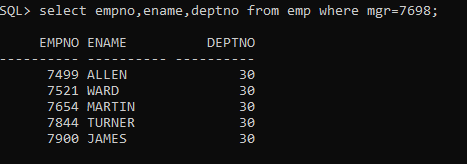 SQL> select empno,ename,deptno from emp where mgr=7698;
EMPNO ENAME DEPTNO
---------- ---------- ----------
7499 ALLEN 30
7521 WARD 30
7654 MARTIN 30
7844 TURNER 30
7900 JAMES 30